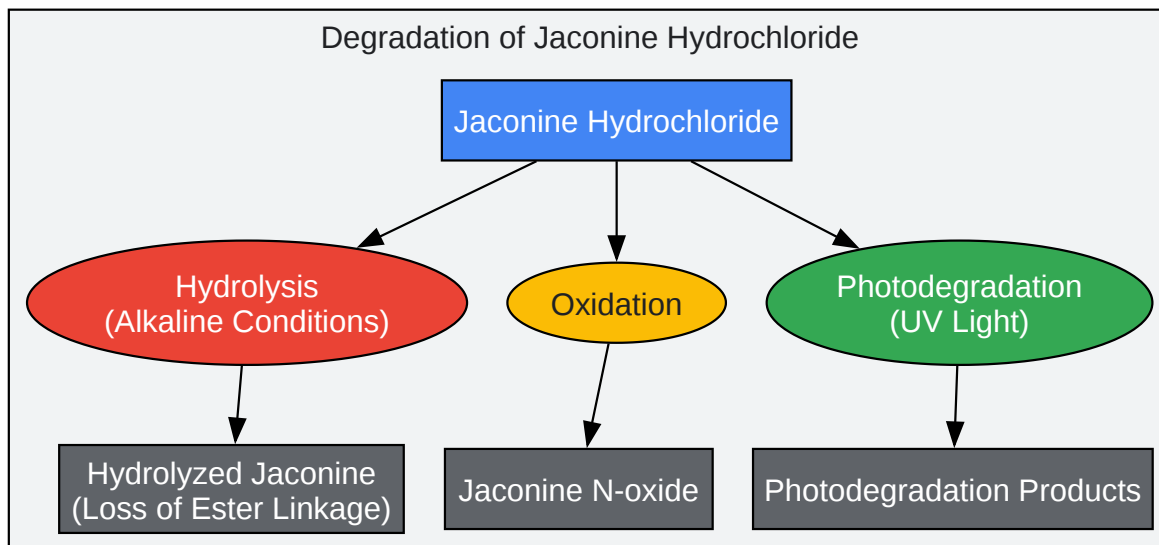 Degradation of Jaconine Hydrochloride
Jaconine Hydrochloride
Hydrolysis
(Alkaline Conditions)
Oxidation
Photodegradation
(UV Light)
Hydrolyzed Jaconine
(Loss of Ester Linkage)
Jaconine N-oxide
Photodegradation Products